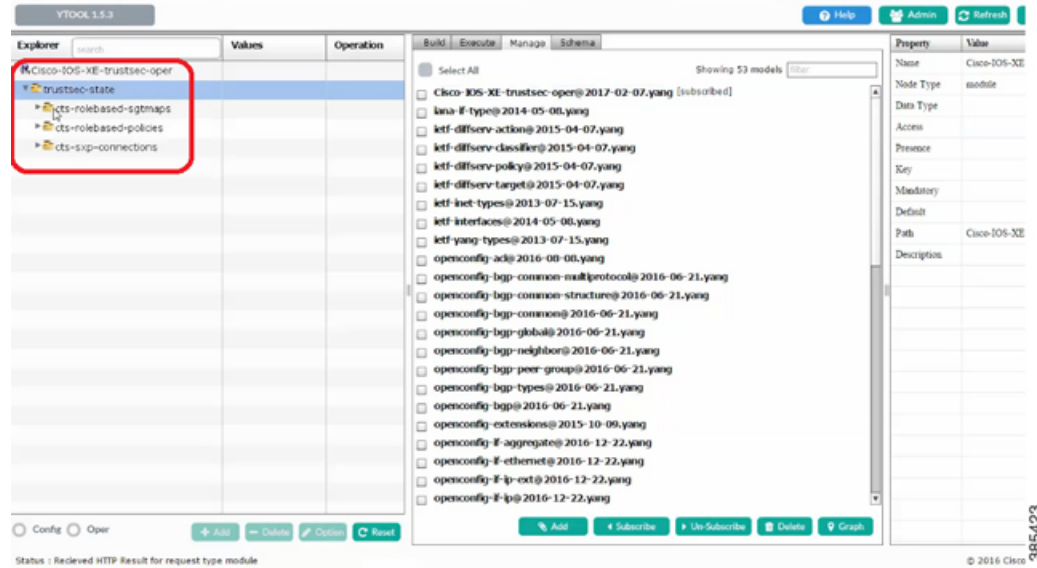 YTOOL 1.5.3
Help
Admin
Refresh
Explorer
search
Values
Operation
Cisco-IOS-XE-trustsec-oper
trustsec-state
cts-rolebased-sgtmaps
cts-rolebased-policies
cts-sxp-connections
Config
Oper
Add
Delete
Option
Reset
Build Execute Manage Schema
Select All
Showing 53 models
filter
Cisco-IOS-XE-trustsec-oper@2017-02-07.yang [subscribed]
iana-if-type@2014-05-08.yang
ietf-diffserv-action@2015-04-07.yang
ietf-diffserv-classifier@2015-04-07.yang
ietf-diffserv-policy@2015-04-07.yang
ietf-diffserv-target@2015-04-07.yang
ietf-inet-types@2013-07-15.yang
ietf-interfaces@2014-05-08.yang
ietf-yang-types@2013-07-15.yang
openconfig-acl@2016-08-08.yang
openconfig-bgp-common-multiprotocol@2016-06-21.yang
openconfig-bgp-common-structure@2016-06-21.yang
openconfig-bgp-common@2016-06-21.yang
openconfig-bgp-global@2016-06-21.yang
openconfig-bgp-neighbor@2016-06-21.yang
openconfig-bgp-peer-group@2016-06-21.yang
openconfig-bgp-types@2016-06-21.yang
openconfig-bgp@2016-06-21.yang
openconfig-extensions@2015-10-09.yang
openconfig-if-aggregate@2016-12-22.yang
openconfig-if-ethernet@2016-12-22.yang
openconfig-if-ip-ext@2016-12-22.yang
openconfig-if-ip@2016-12-22.yang
Add
Subscribe
Un-Subscribe
Delete
Graph
Property Value
Name Cisco-IOS-XE
Node Type module
Data Type
Access
Presence
Key
Mandatory
Default
Path Cisco-IOS-XE
Description
Status : Recieved HTTP Result for request type module
© 2016 Cisco
385423